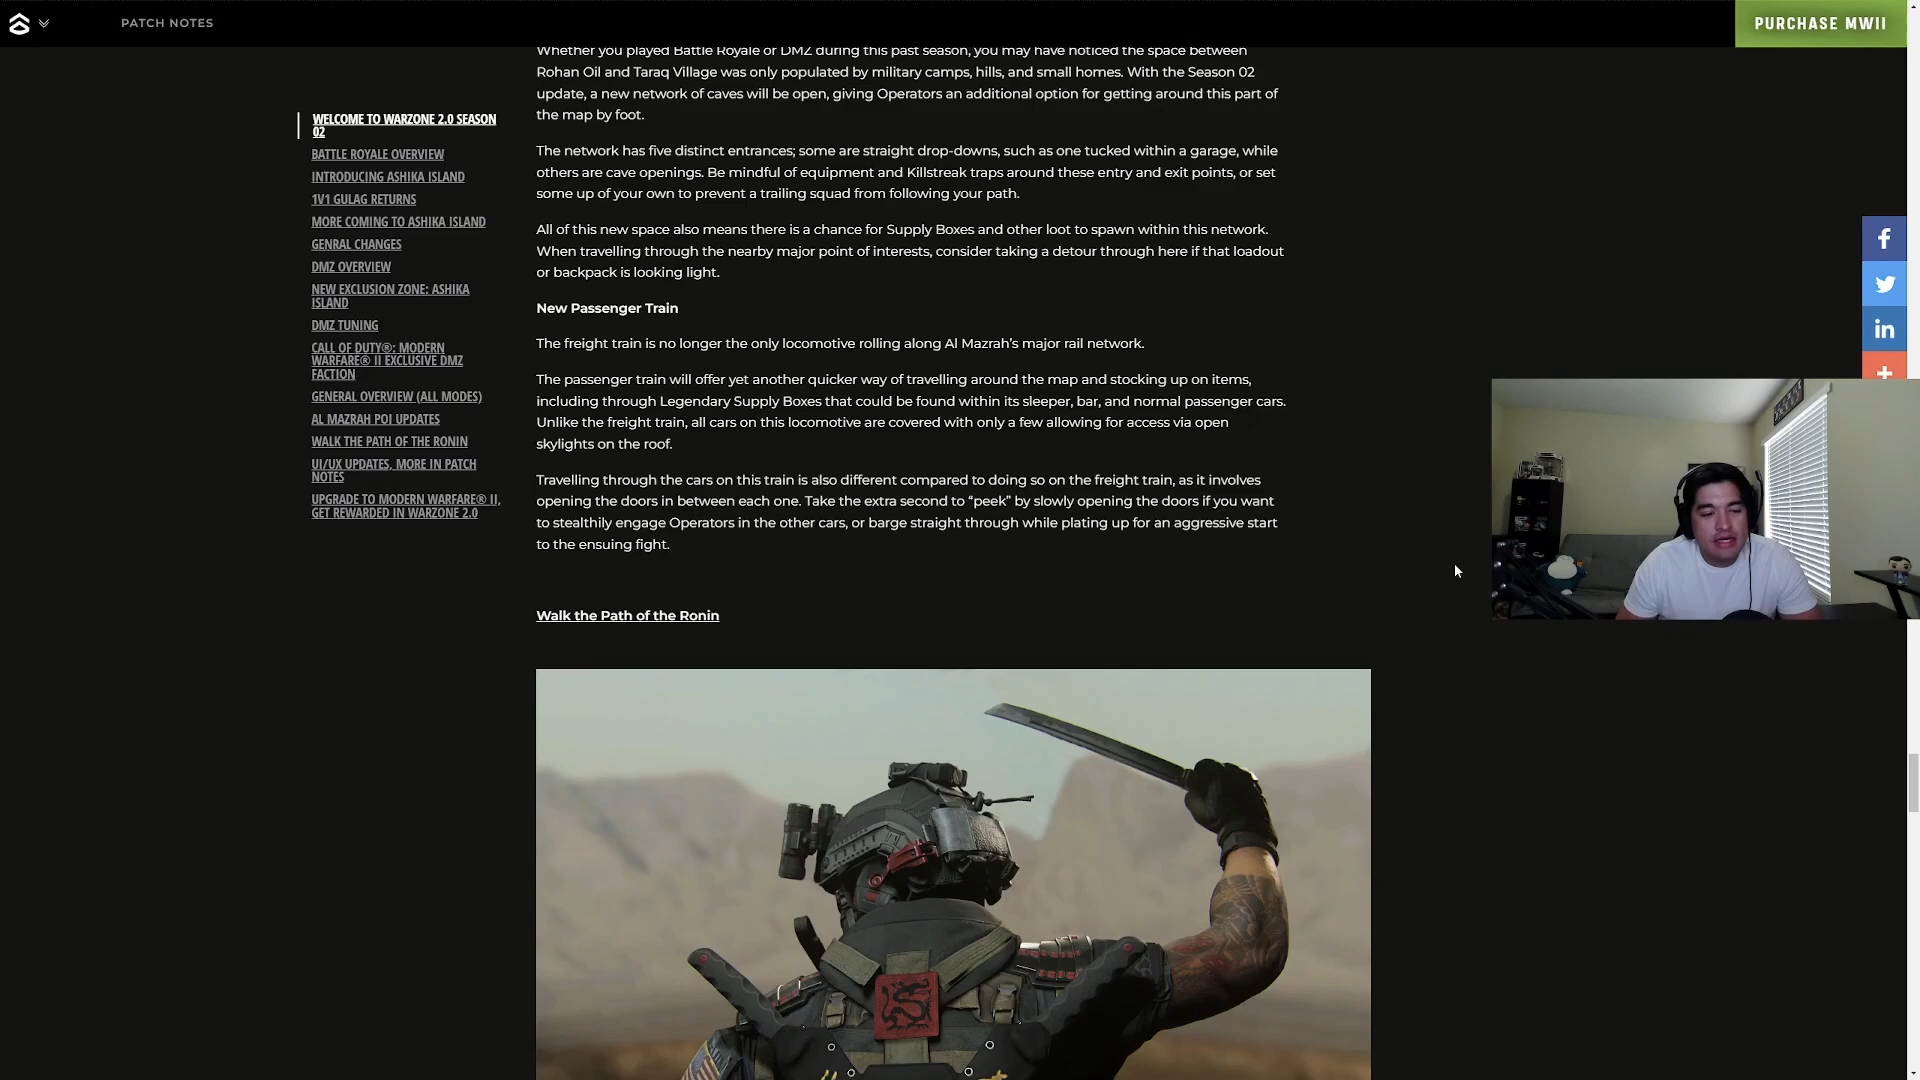 PATCH NOTES
PURCHASE MWII
WELCOME TO WARZONE 2.0 SEASON
02
BATTLE ROYALE OVERVIEW
INTRODUCING ASHIKA ISLAND
1V1 GULAG RETURNS
MORE COMING TO ASHIKA ISLAND
GENRAL CHANGES
DMZ OVERVIEW
NEW EXCLUSION ZONE: ASHIKA
ISLAND
DMZ TUNING
CALL OF DUTY®: MODERN
WARFARE® II EXCLUSIVE DMZ
FACTION
GENERAL OVERVIEW (ALL MODES)
AL MAZRAH POI UPDATES
WALK THE PATH OF THE RONIN
UI/UX UPDATES, MORE IN PATCH
NOTES
UPGRADE TO MODERN WARFARE® II,
GET REWARDED IN WARZONE 2.0
Whether you played Battle Royale or DMZ during this past season, you may have noticed the space between
Rohan Oil and Taraq Village was only populated by military camps, hills, and small homes. With the Season 02
update, a new network of caves will be open, giving Operators an additional option for getting around this part of
the map by foot.
The network has five distinct entrances; some are straight drop-downs, such as one tucked within a garage, while
others are cave openings. Be mindful of equipment and Killstreak traps around these entry and exit points, or set
some up of your own to prevent a trailing squad from following your path.
All of this new space also means there is a chance for Supply Boxes and other loot to spawn within this network.
When travelling through the nearby major point of interests, consider taking a detour through here if that loadout
or backpack is looking light.
New Passenger Train
The freight train is no longer the only locomotive rolling along Al Mazrah’s major rail network.
The passenger train will offer yet another quicker way of travelling around the map and stocking up on items,
including through Legendary Supply Boxes that could be found within its sleeper, bar, and normal passenger cars.
Unlike the freight train, all cars on this locomotive are covered with only a few allowing for access via open
skylights on the roof.
Travelling through the cars on this train is also different compared to doing so on the freight train, as it involves
opening the doors in between each one. Take the extra second to “peek” by slowly opening the doors if you want
to stealthily engage Operators in the other cars, or barge straight through while plating up for an aggressive start
to the ensuing fight.
Walk the Path of the Ronin
f
in
+